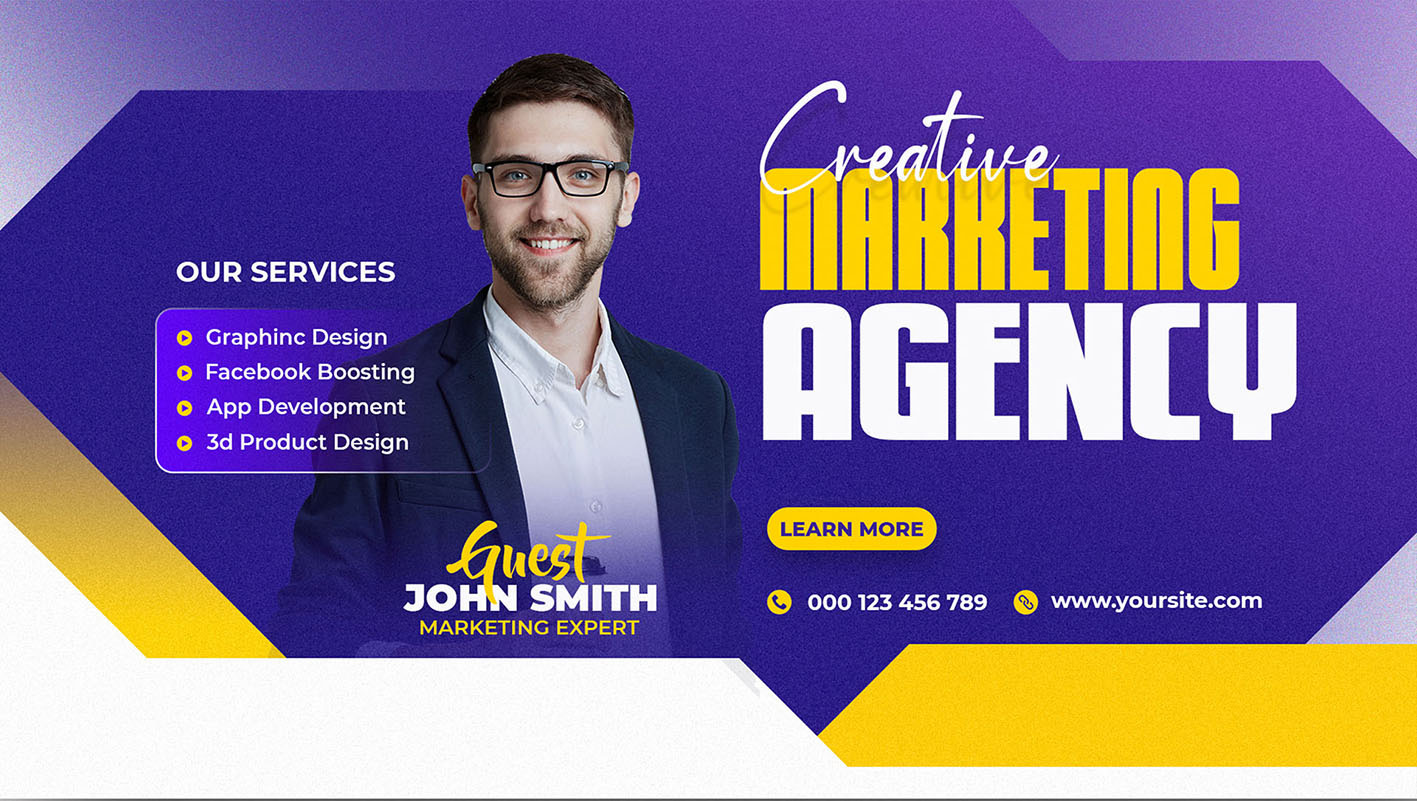 OUR SERVICES
Graphinc Design
Facebook Boosting
App Development
3d Product Design
Guest
JOHN SMITH
MARKETING EXPERT
Creative
MARKETING
AGENCY
LEARN MORE
000 123 456 789
www.yoursite.com